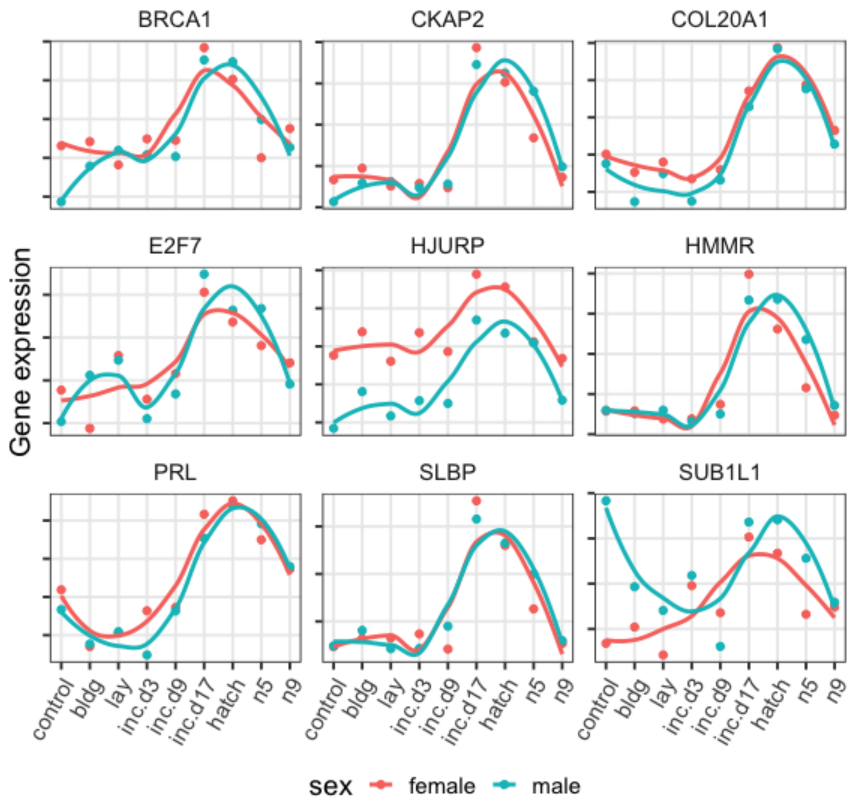 BRCA1 CKAP2 COL20A1
E2F7 HJURP HMMR
Gene expression
PRL SLBP SUB1L1
control bldg lay inc.d3 inc.d9 inc.d17 hatch n5 n9 control bldg lay inc.d3 inc.d9 inc.d17 hatch n5 n9 control bldg lay inc.d3 inc.d9 inc.d17 hatch n5 n9
sex female male